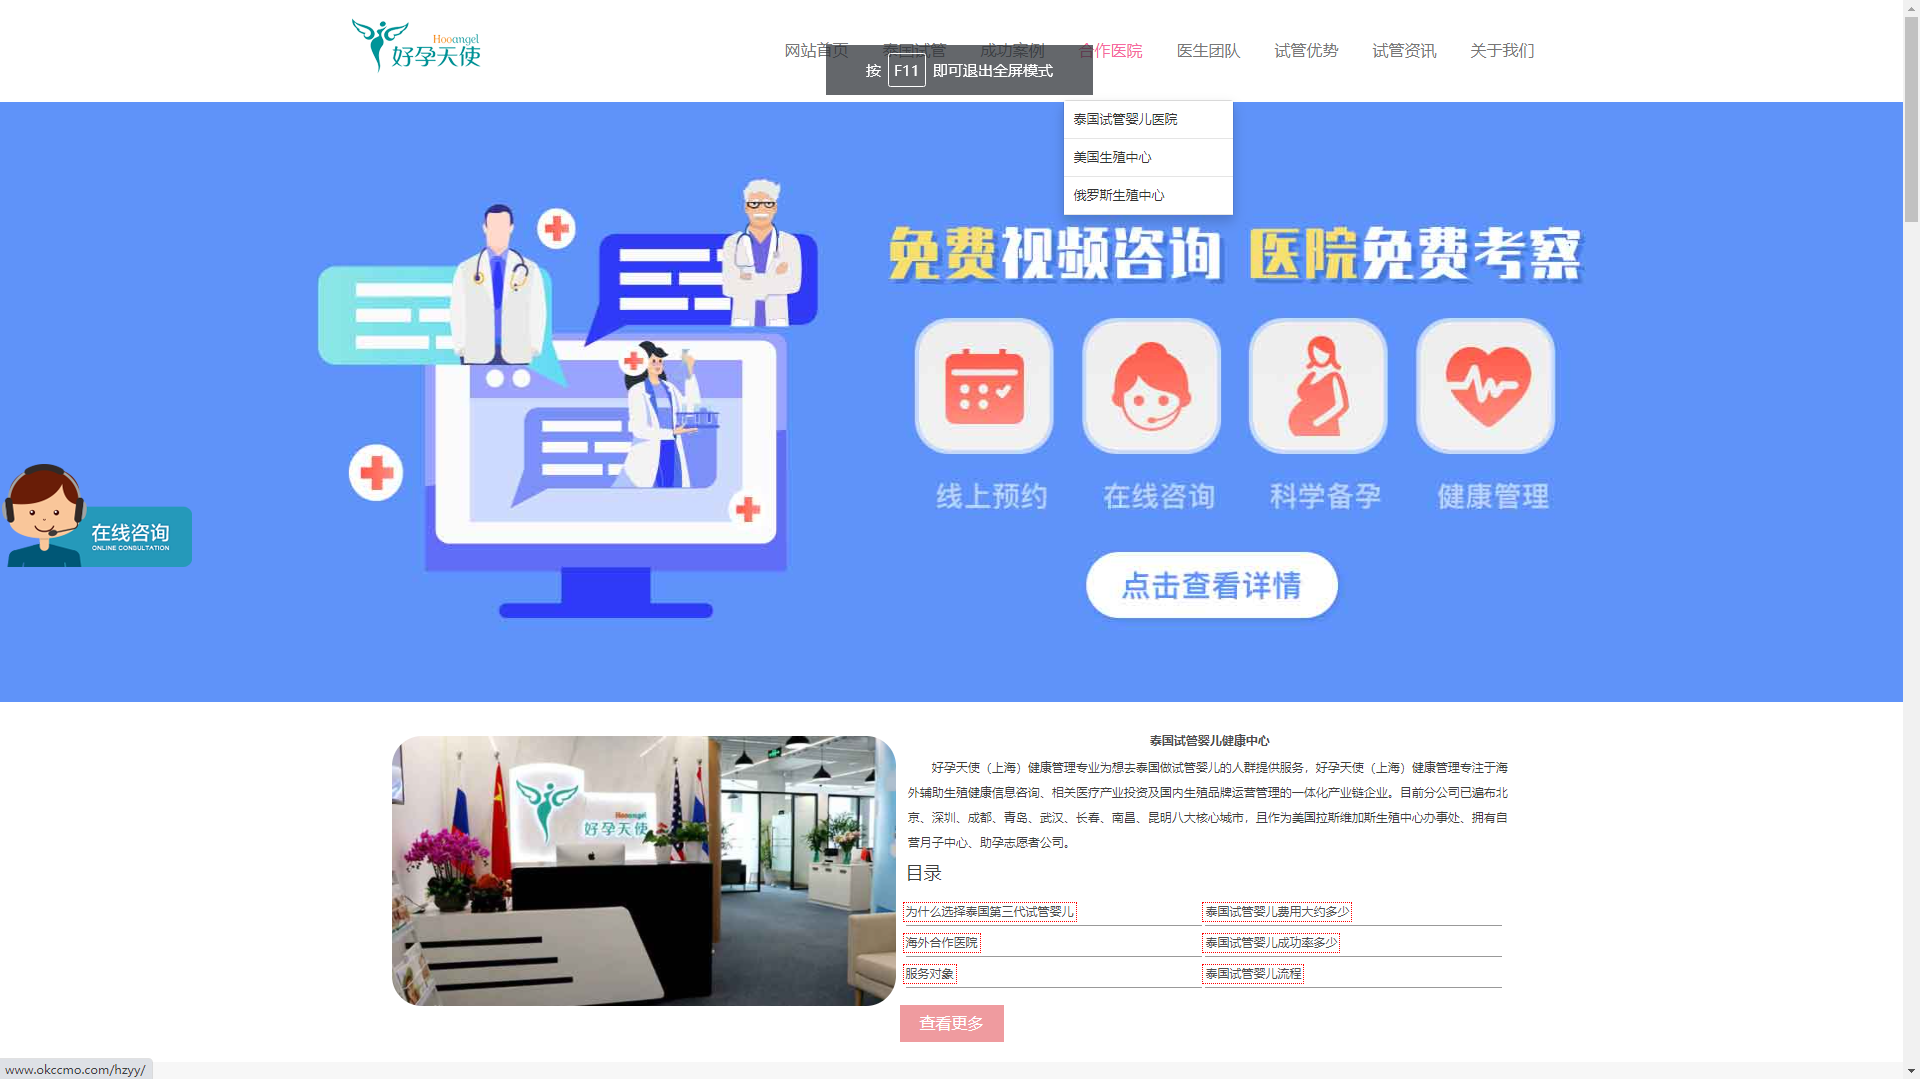 Hooangel
好孕天使
网站首页 泰国试管 成功案例 合作医院 医生团队 试管优势 试管资讯 关于我们
按 F11 即可退出全屏模式
泰国试管婴儿医院
美国生殖中心
俄罗斯生殖中心
免费视频咨询 医院免费考察
线上预约 在线咨询 科学备孕 健康管理
点击查看详情
在线咨询
ONLINE CONSULTATION
Hooangel
好孕天使
泰国试管婴儿健康中心
好孕天使（上海）健康管理专业为想去泰国做试管婴儿的人群提供服务，好孕天使（上海）健康管理专注于海
外辅助生殖健康信息咨询、相关医疗产业投资及国内生殖品牌运营管理的一体化产业链企业。目前分公司已遍布北
京、深圳、成都、青岛、武汉、长春、南昌、昆明八大核心城市，且作为美国拉斯维加斯生殖中心办事处、拥有自
营月子中心、助孕志愿者公司。
目录
为什么选择泰国第三代试管婴儿 泰国试管婴儿费用大约多少
海外合作医院 泰国试管婴儿成功率多少
服务对象 泰国试管婴儿流程
查看更多
www.okccmo.com/hzyy/